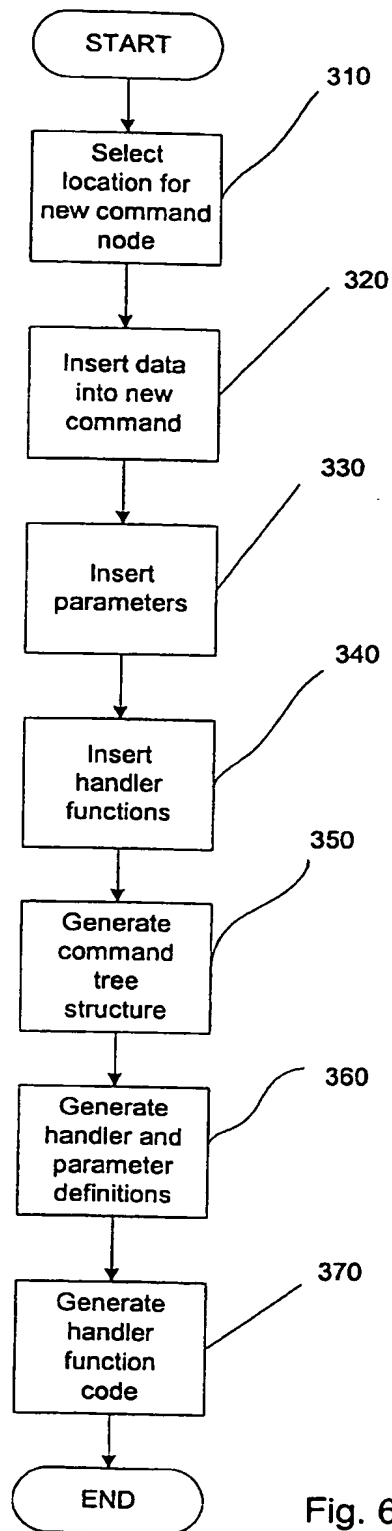 START
310
Select
location for
new command
node
320
Insert data
into new
command
330
Insert
parameters
340
Insert
handler
functions
350
Generate
command
tree
structure
360
Generate
handler and
parameter
definitions
370
Generate
handler
function
code
END
Fig. 6